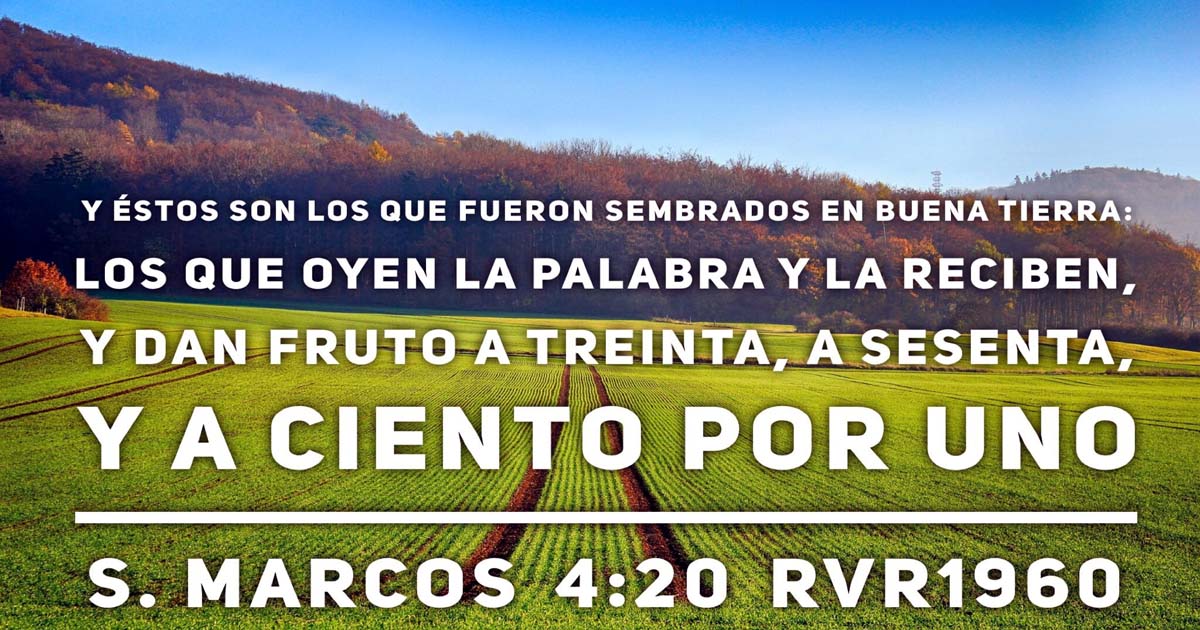 Y ÉSTOS SON LOS QUE FUERON SEMBRADOS EN BUENA TIERRA:
LOS QUE OYEN LA PALABRA Y LA RECIBEN,
Y DAN FRUTO A TREINTA, A SESENTA,
Y A CIENTO POR UNO
S. MARCOS 4:20 RVR1960